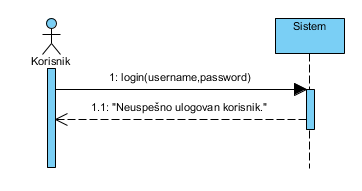 Korisnik
Sistem
1: login(username,password)
1.1: "Neuspešno ulogovan korisnik."